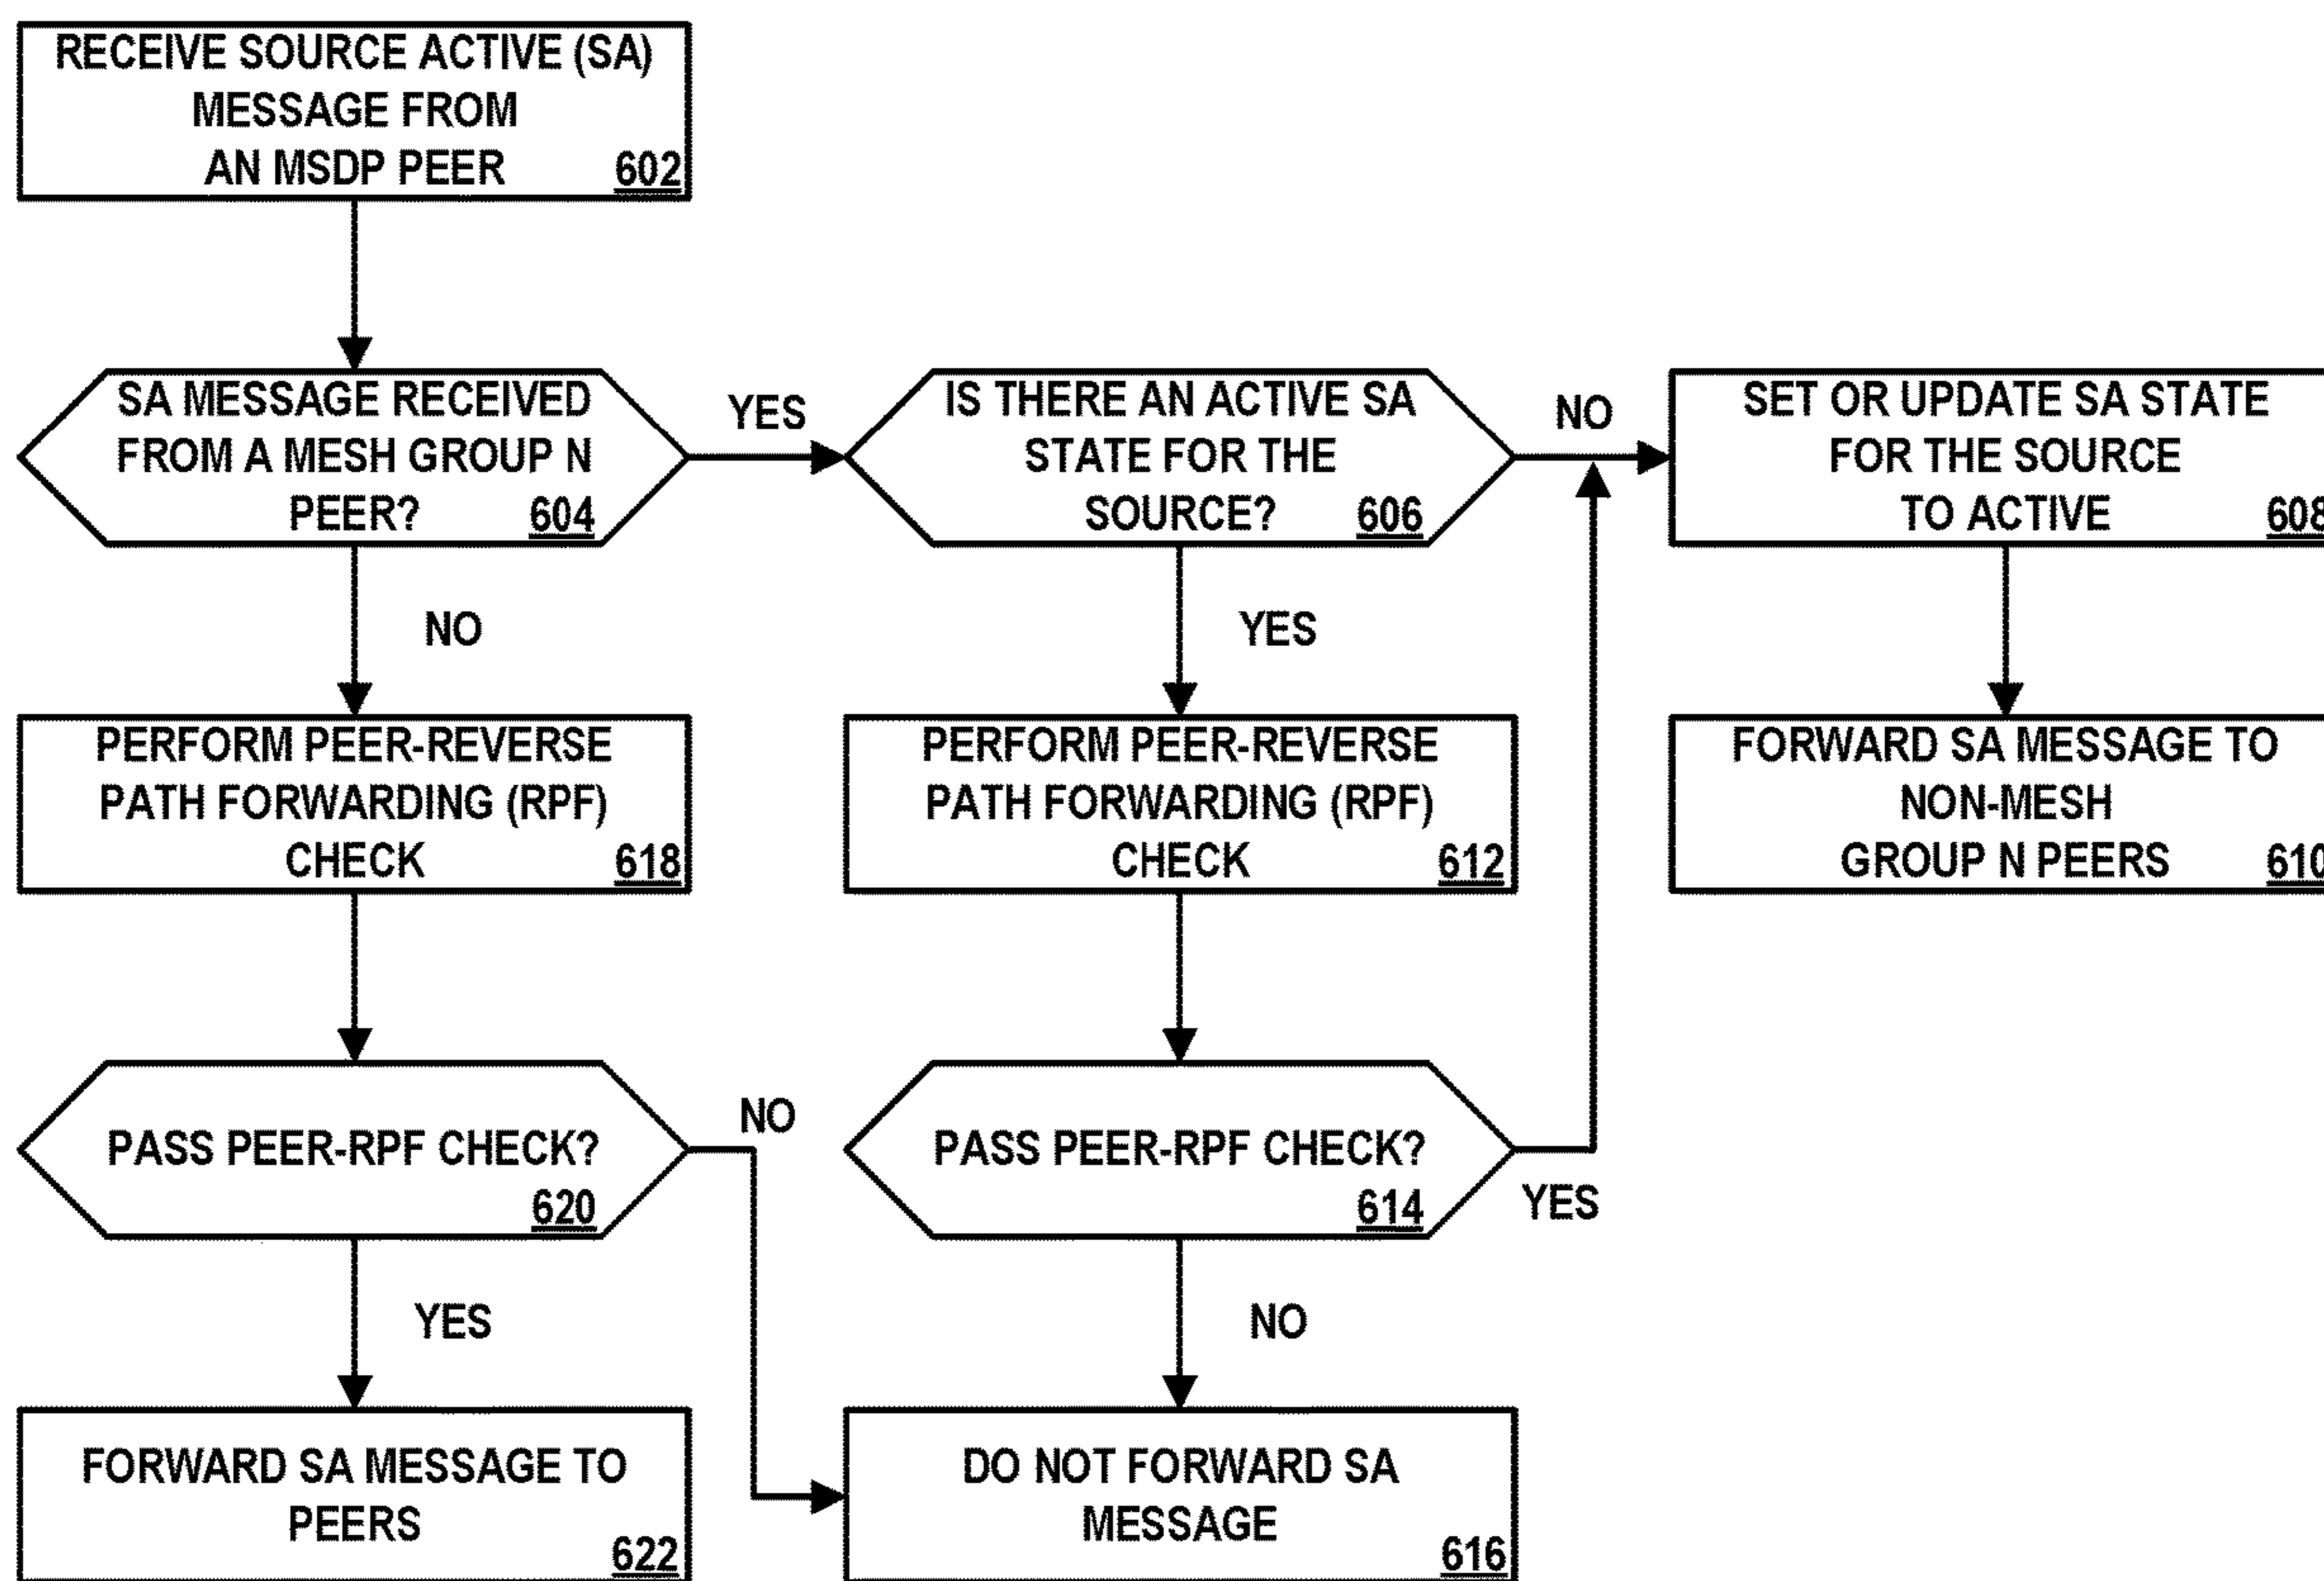 RECEIVE SOURCE ACTIVE (SA)
MESSAGE FROM
AN MSDP PEER
602
SA MESSAGE RECEIVED
FROM A MESH GROUP N
PEER?
604
YES
IS THERE AN ACTIVE SA
STATE FOR THE
SOURCE?
606
NO
SET OR UPDATE SA STATE
FOR THE SOURCE
TO ACTIVE
608
NO
YES
PERFORM PEER-REVERSE
PATH FORWARDING (RPF)
CHECK
618
PERFORM PEER-REVERSE
PATH FORWARDING (RPF)
CHECK
612
FORWARD SA MESSAGE TO
NON-MESH
GROUP N PEERS
610
PASS PEER-RPF CHECK?
620
NO
PASS PEER-RPF CHECK?
614
YES
YES
NO
FORWARD SA MESSAGE TO
PEERS
622
DO NOT FORWARD SA
MESSAGE
616